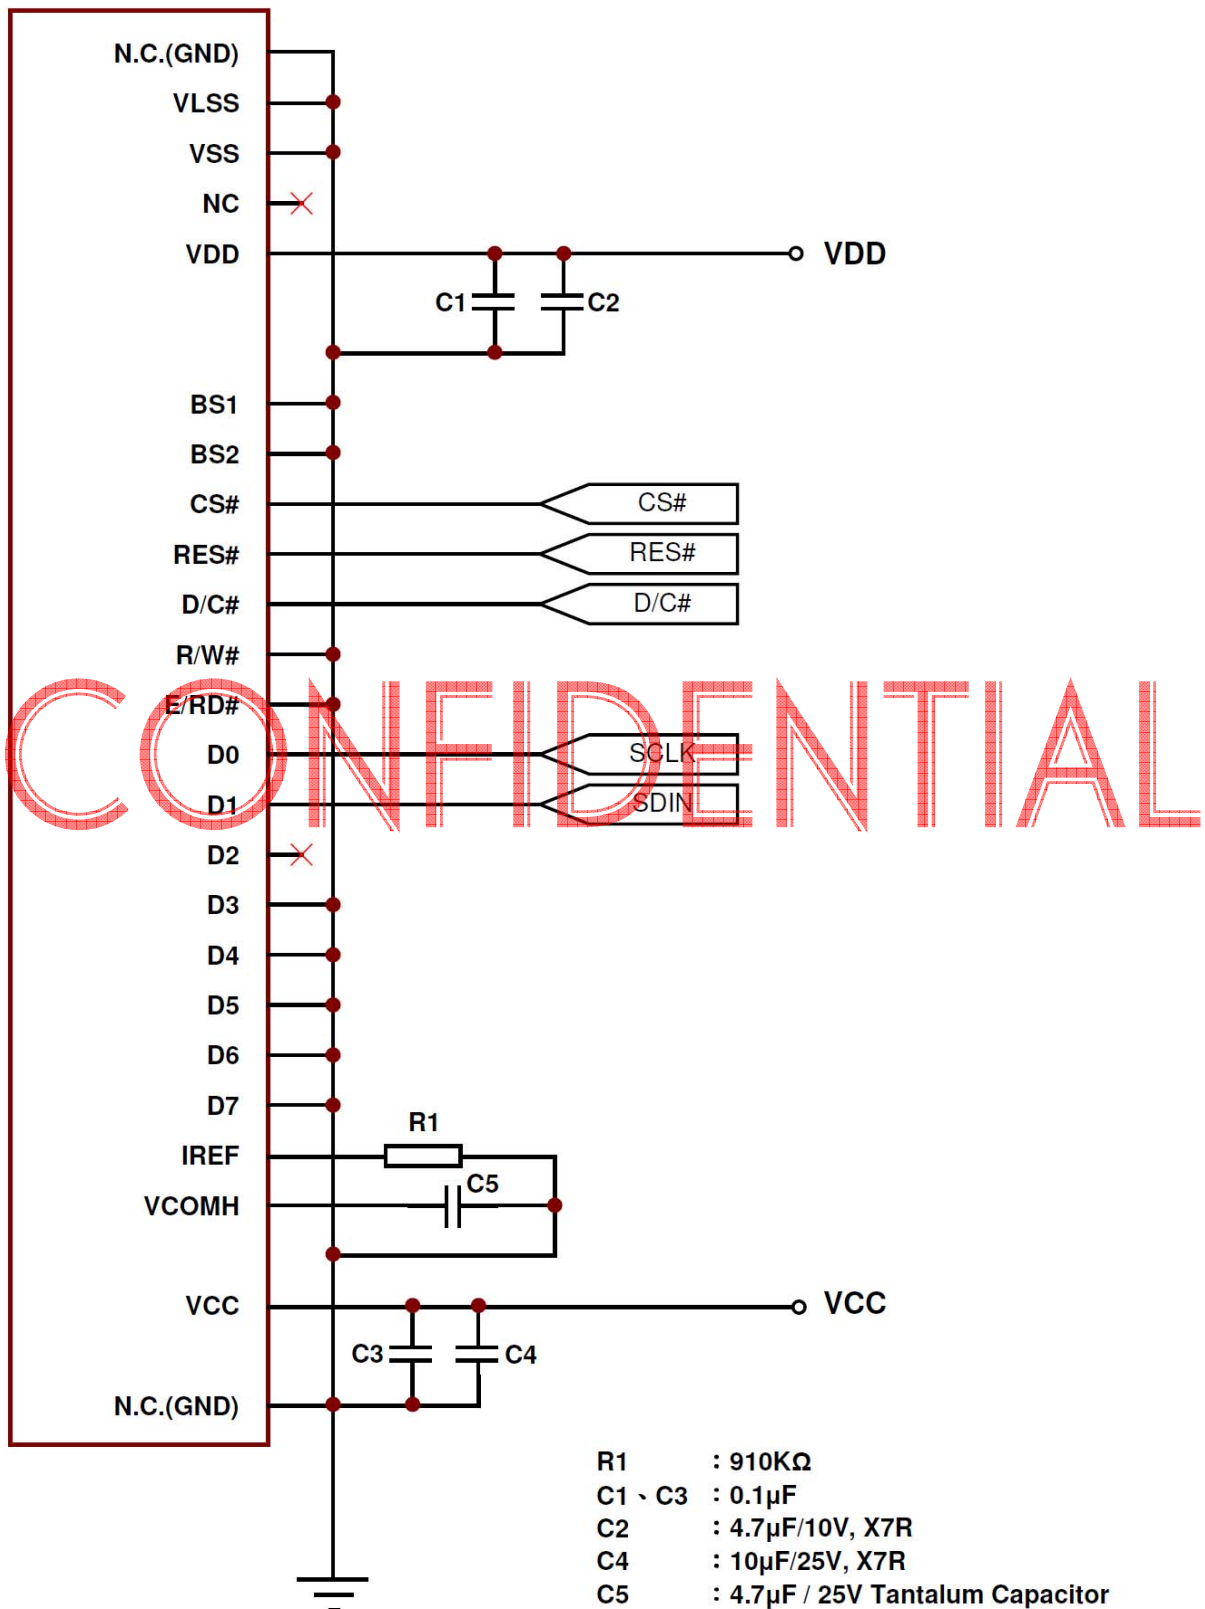 N.C.(GND)
VLSS
VSS
NC
VDD VDD
C1 C2
BS1
BS2
CS# CS#
RES# RES#
D/C# D/C#
R/W#
E/RD#
CONFIDENTIAL
D0 SCLK
D1 SDIN
D2
D3
D4
D5
D6
D7
R1
IREF
C5
VCOMH
VCC VCC
C3 C4
N.C.(GND)
R1 : 910KΩ
C1、C3 : 0.1μF
C2 : 4.7μF/10V, X7R
C4 : 10μF/25V, X7R
C5 : 4.7μF / 25V Tantalum Capacitor